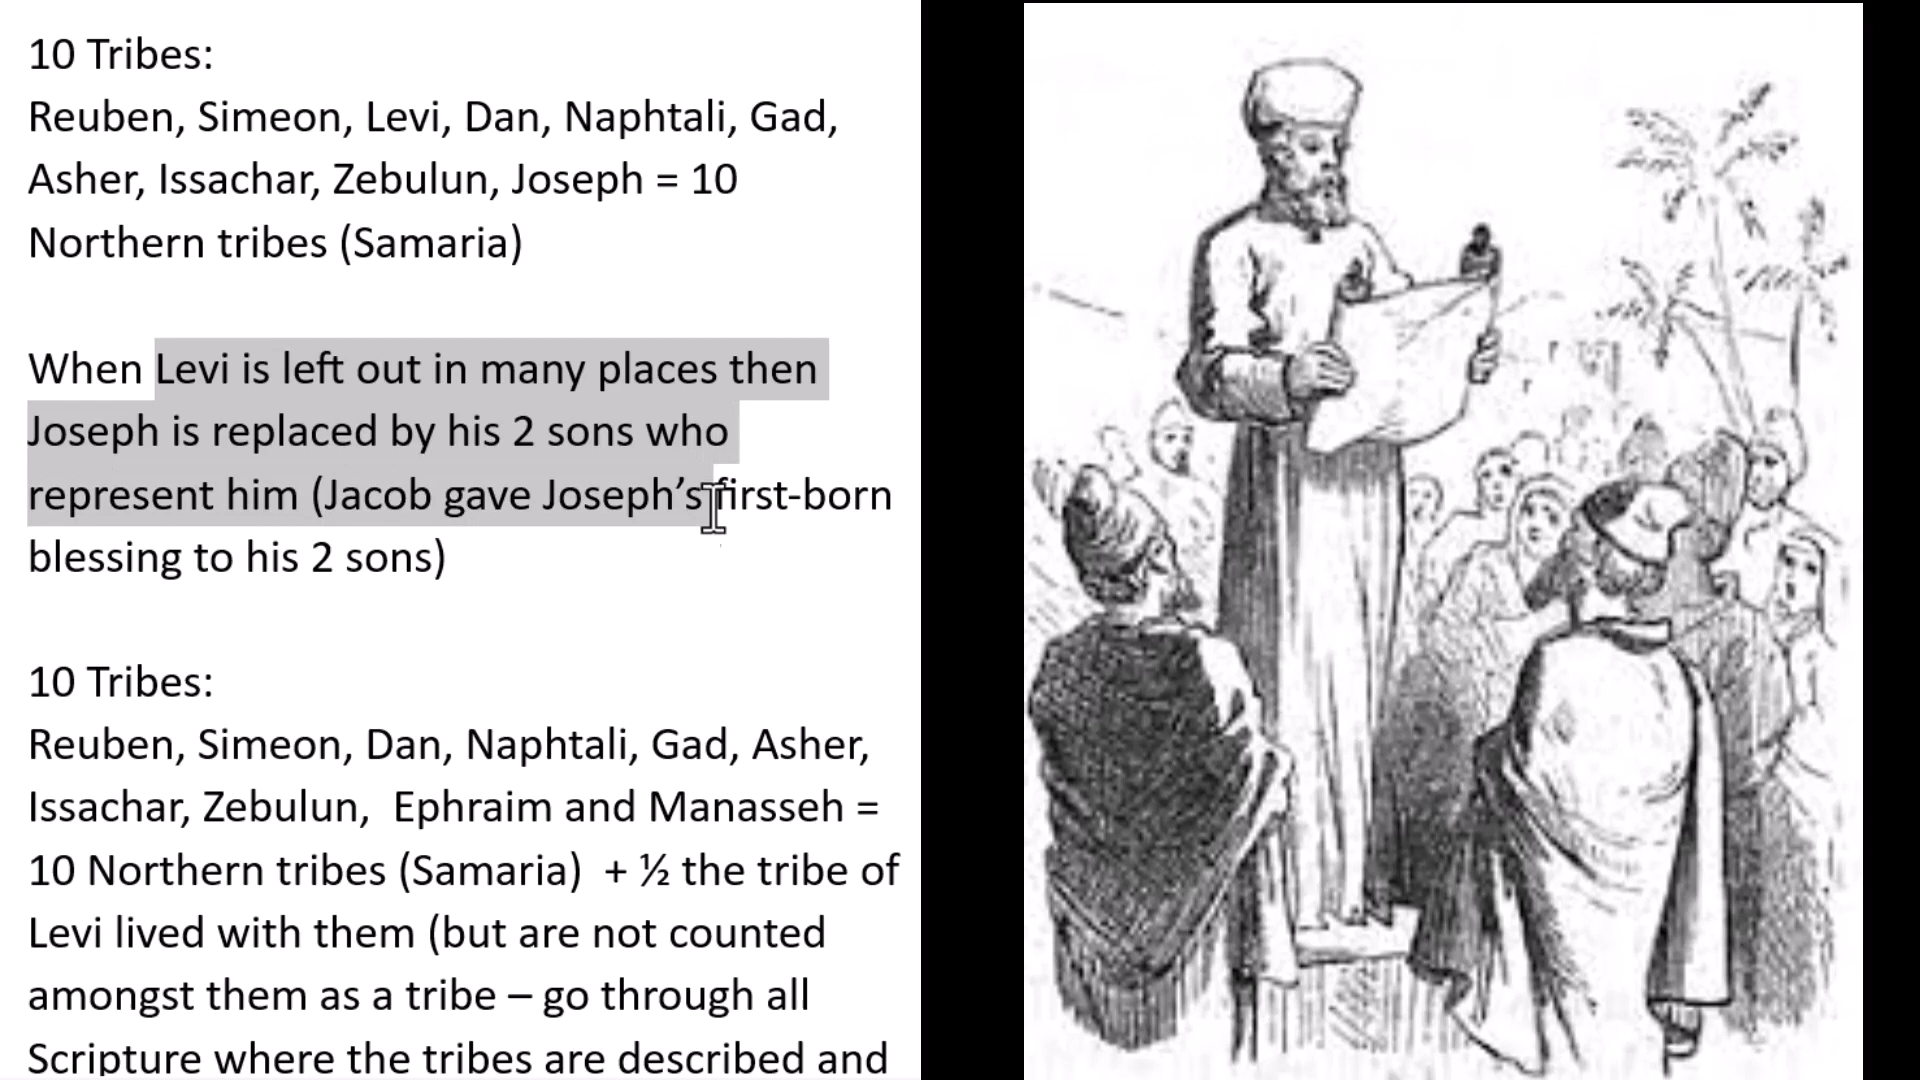 10 Tribes:
Reuben, Simeon, Levi, Dan, Naphtali, Gad,
Asher, Issachar, Zebulun, Joseph = 10
Northern tribes (Samaria)
When Levi is left out in many places then
Joseph is replaced by his 2 sons who
represent him (Jacob gave Joseph’s first-born
blessing to his 2 sons)
10 Tribes:
Reuben, Simeon, Dan, Naphtali, Gad, Asher,
Issachar, Zebulun,  Ephraim and Manasseh =
10 Northern tribes (Samaria)  + ½ the tribe of
Levi lived with them (but are not counted
amongst them as a tribe – go through all
Scripture where the tribes are described and